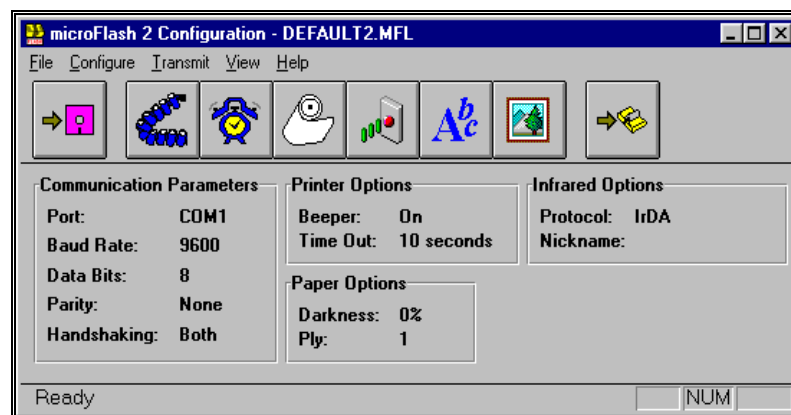 microFlash 2 Configuration - DEFAULT2.MFL
File Configure Transmit View Help
Abc
Communication Parameters
Port: COM1
Baud Rate: 9600
Data Bits: 8
Parity: None
Handshaking: Both
Printer Options
Beeper: On
Time Out: 10 seconds
Paper Options
Darkness: 0%
Ply: 1
Infrared Options
Protocol: IrDA
Nickname:
Ready
NUM